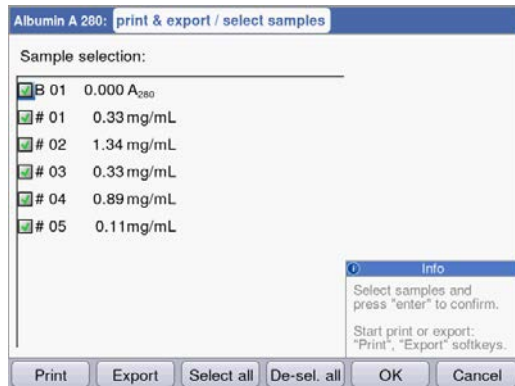 Albumin A 280: print & export / select samples
Sample selection:
B 01 0.000 A₂₈₀
# 01 0.33 mg/mL
# 02 1.34 mg/mL
# 03 0.33 mg/mL
# 04 0.89 mg/mL
# 05 0.11mg/mL
Info
Select samples and
press "enter" to confirm.
Start print or export:
"Print", "Export" softkeys.
Print Export Select all De-sel. all OK Cancel